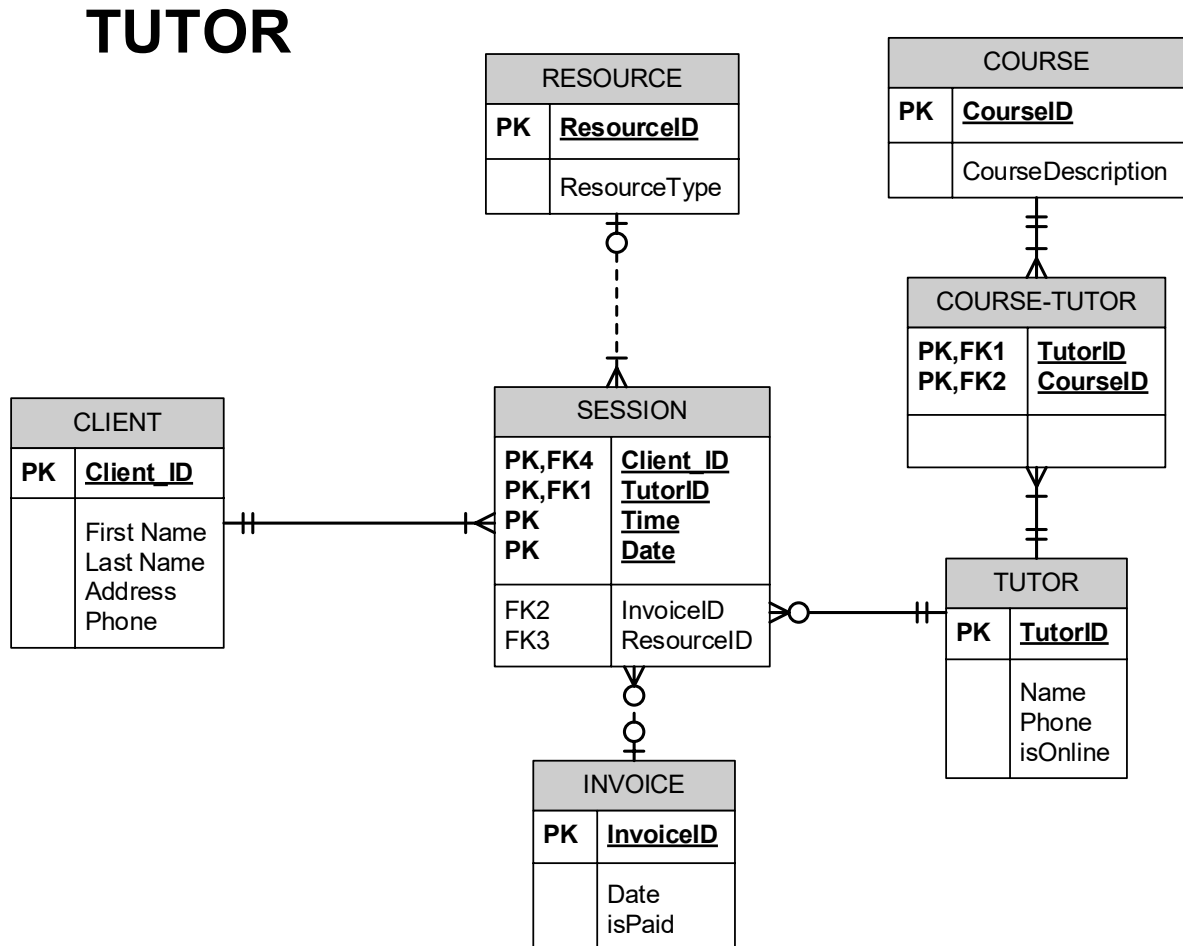 TUTOR
RESOURCE
PK ResourceID
ResourceType
COURSE
PK CourseID
CourseDescription
COURSE-TUTOR
PK,FK1 TutorID
PK,FK2 CourseID
CLIENT
PK Client_ID
First Name
Last Name
Address
Phone
SESSION
PK,FK4 Client_ID
PK,FK1 TutorID
PK Time
PK Date
FK2 InvoiceID
FK3 ResourceID
TUTOR
PK TutorID
Name
Phone
isOnline
INVOICE
PK InvoiceID
Date
isPaid